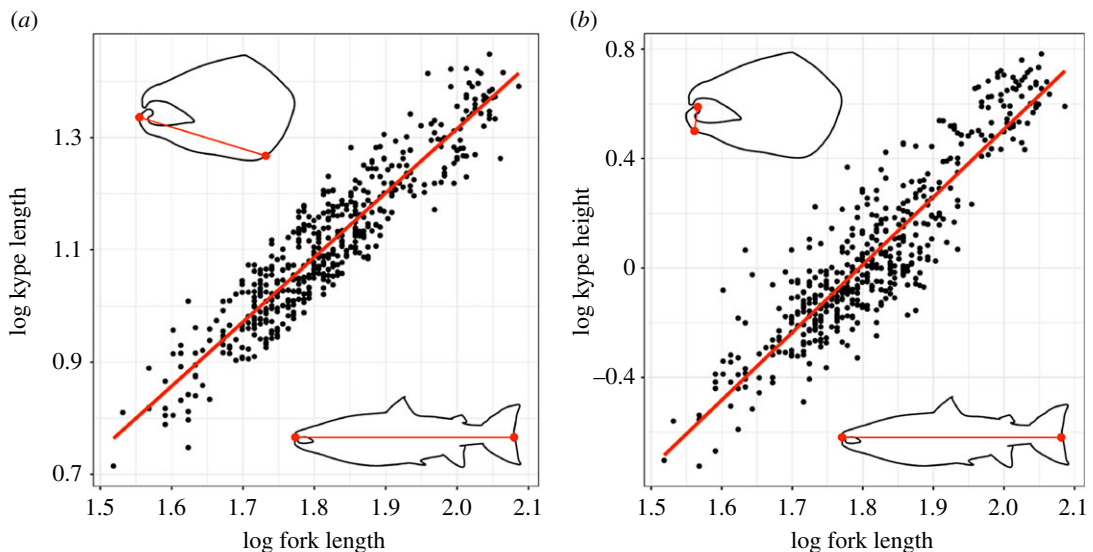 (a)
(b)
log kype length
1.3
1.1
0.9
0.7
1.5 1.6 1.7 1.8 1.9 2.0 2.1
log fork length
log kype height
0.8
0.4
0
–0.4
1.5 1.6 1.7 1.8 1.9 2.0 2.1
log fork length